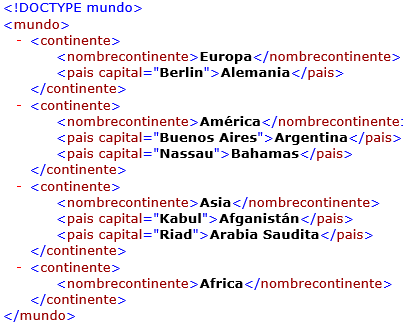 <!DOCTYPE mundo>
<mundo>
- <continente>
<nombrecontinente>Europa</nombrecontinente>
<pais capital="Berlin">Alemania</pais>
</continente>
- <continente>
<nombrecontinente>América</nombrecontinente:
<pais capital="Buenos Aires">Argentina</pais>
<pais capital="Nassau">Bahamas</pais>
</continente>
- <continente>
<nombrecontinente>Asia</nombrecontinente>
<pais capital="Kabul">Afganistán</pais>
<pais capital="Riad">Arabia Saudita</pais>
</continente>
- <continente>
<nombrecontinente>Africa</nombrecontinente>
</continente>
</mundo>